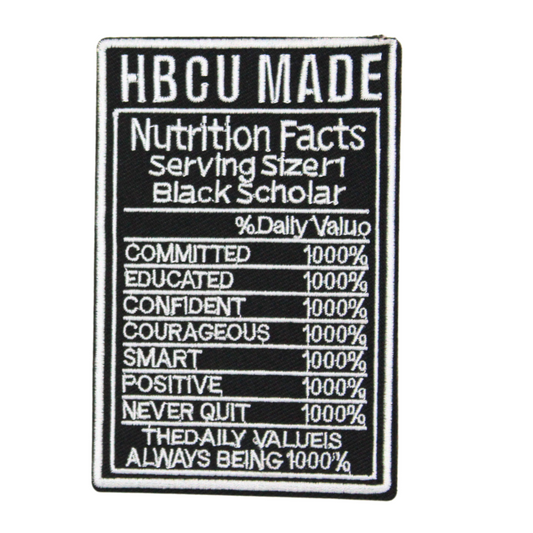 HBCU MADE
Nutrition Facts
Serving Size:1
Black Scholar
%Daily Value
COMMITTED 1000%
EDUCATED 1000%
CONFIDENT 1000%
COURAGEOUS 1000%
SMART 1000%
POSITIVE 1000%
NEVER QUIT 1000%
THEDAILY VALUEIS
ALWAYS BEING 1000%